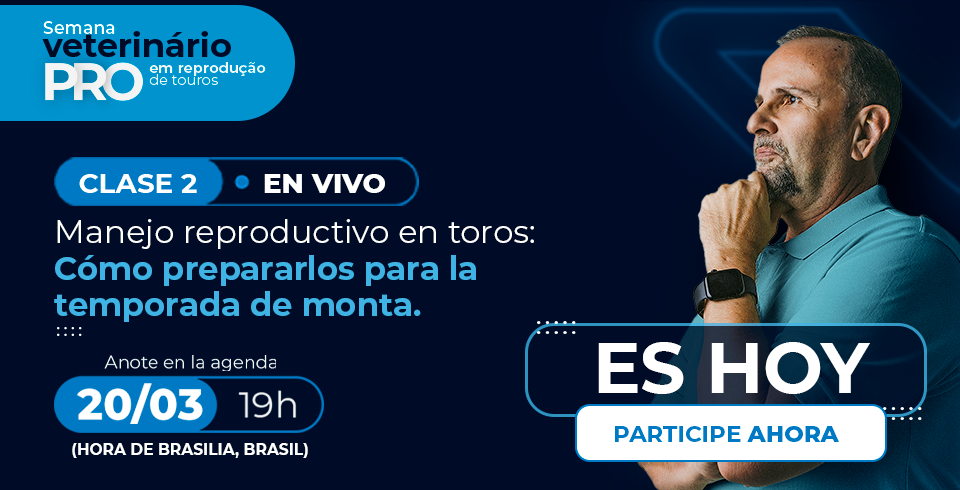 Semana
veterinário
PRO em reprodução
de touros
CLASE 2 • EN VIVO
Manejo reproductivo en toros:
Cómo prepararlos para la
temporada de monta.
Anote en la agenda
20/03 19h
(HORA DE BRASILIA, BRASIL)
ES HOY
PARTICIPE AHORA